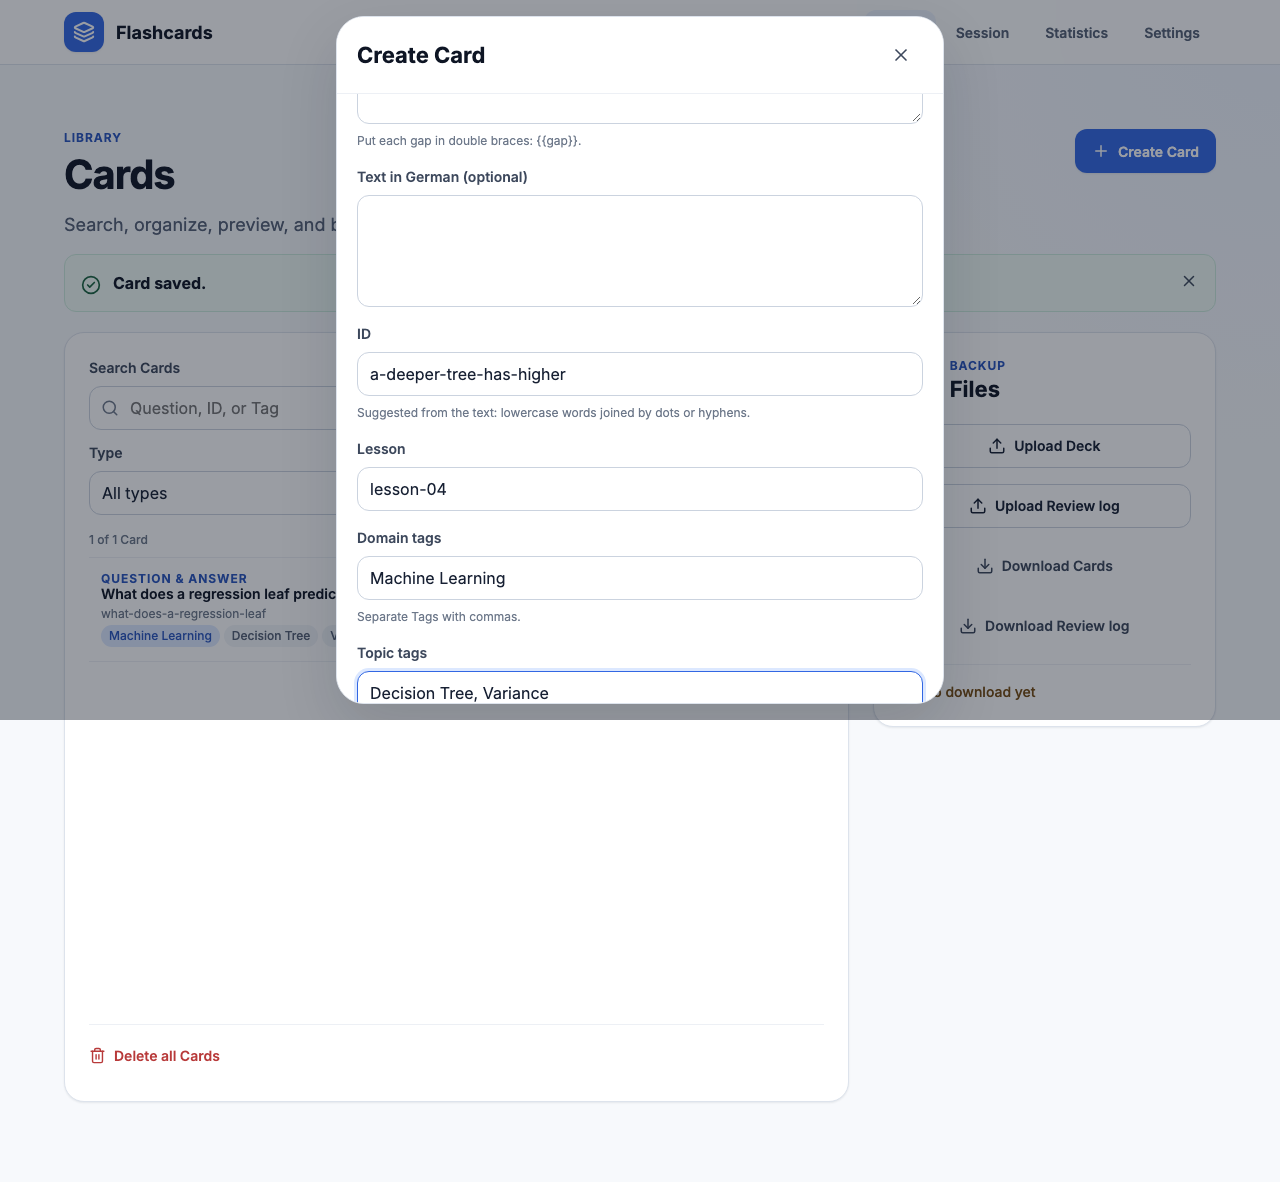 Flashcards
Session
Statistics
Settings
LIBRARY
Cards
Search, organize, preview, and
Create Card
Card saved.
Search Cards
Question, ID, or Tag
Type
All types
1 of 1 Card
QUESTION & ANSWER
What does a regression leaf predic
what-does-a-regression-leaf
Machine Learning
Decision Tree
Delete all Cards
Create Card
Put each gap in double braces: {{gap}}.
Text in German (optional)
ID
a-deeper-tree-has-higher
Suggested from the text: lowercase words joined by dots or hyphens.
Lesson
lesson-04
Domain tags
Machine Learning
Separate Tags with commas.
Topic tags
Decision Tree, Variance
BACKUP
Files
Upload Deck
Upload Review log
Download Cards
Download Review log
download yet